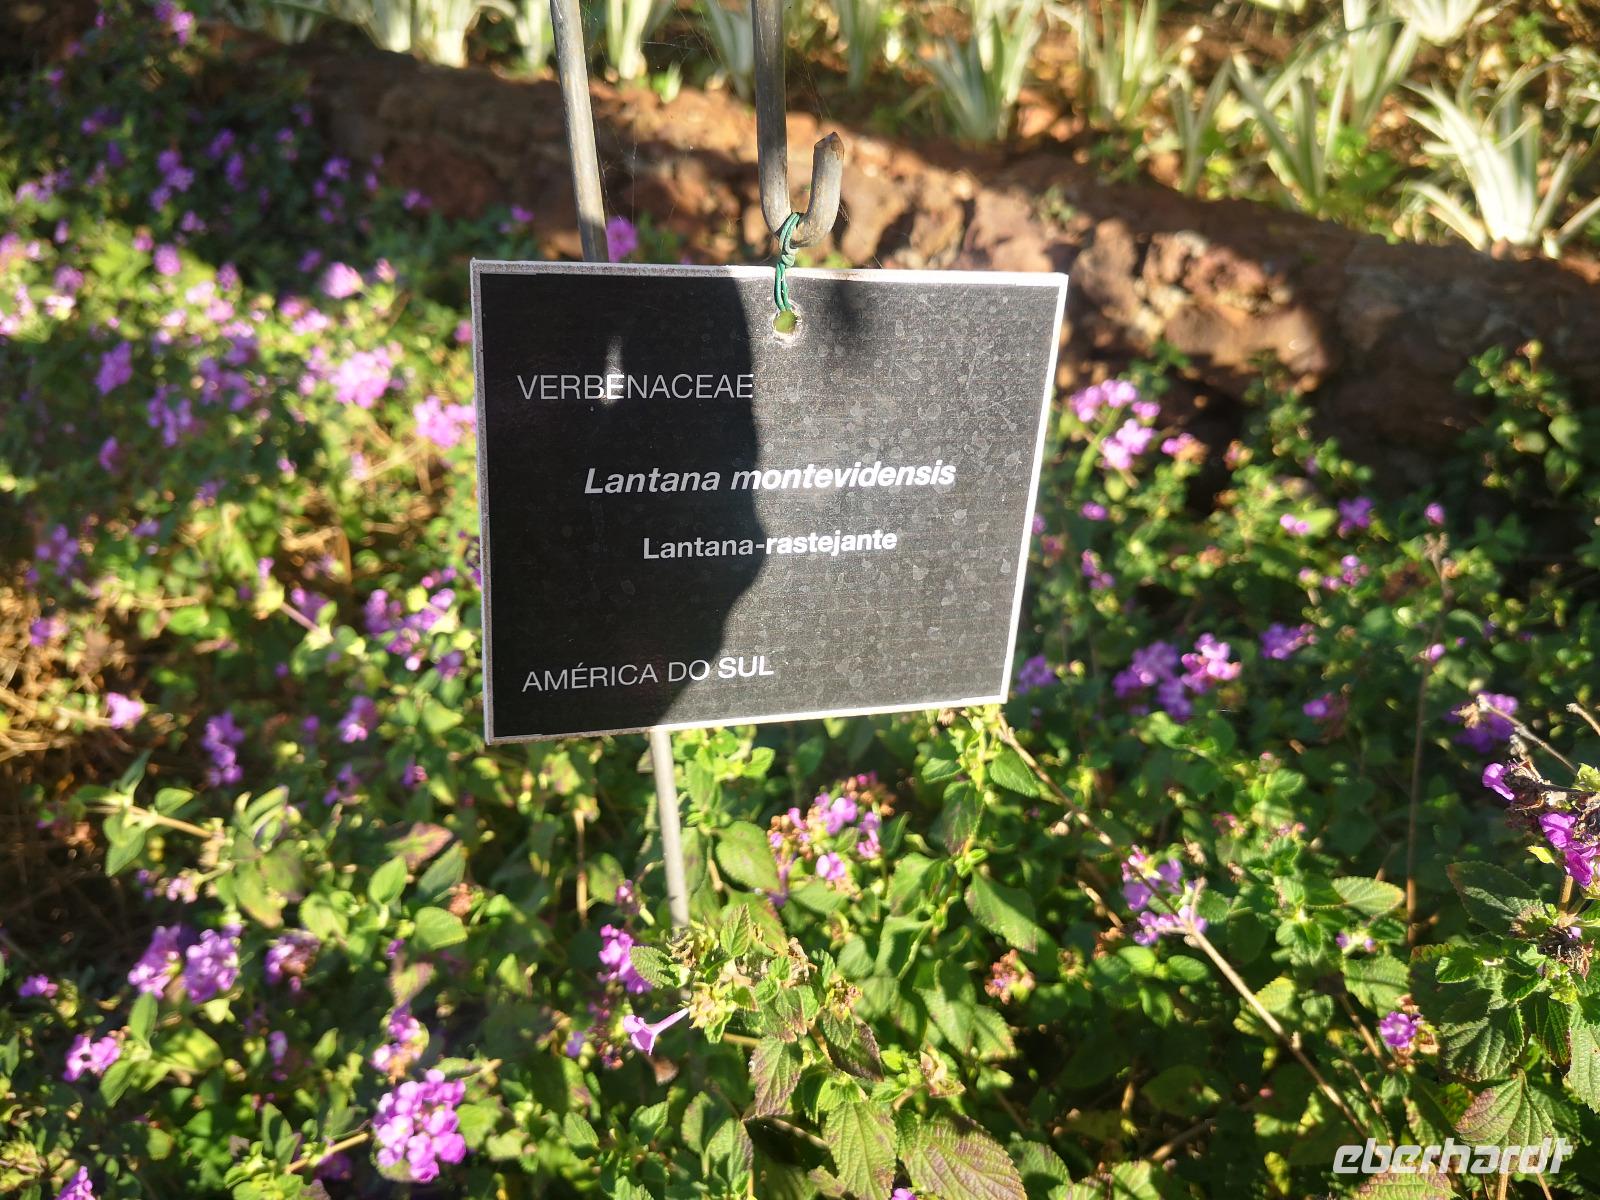 VERBENACEAE
Lantana montevidensis
Lantana-rastejante
AMÉRICA DO SUL
eberhardt